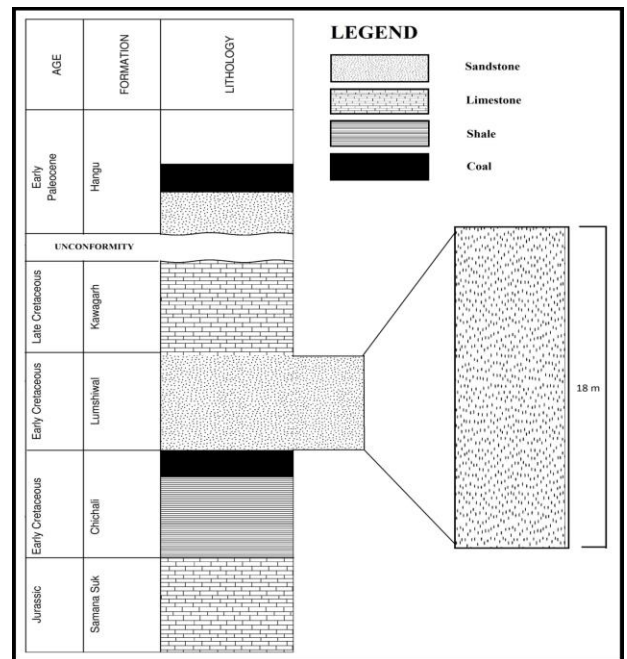 LEGEND
Sandstone
Limestone
Shale
Coal
AGE
FORMATION
LITHOLOGY
Early
Paleocene
Hangu
UNCONFORMITY
Late Cretaceous
Kawagarh
Early Cretaceous
Lumshiwal
Early Cretaceous
Chichali
Jurassic
Samana Suk
18 m